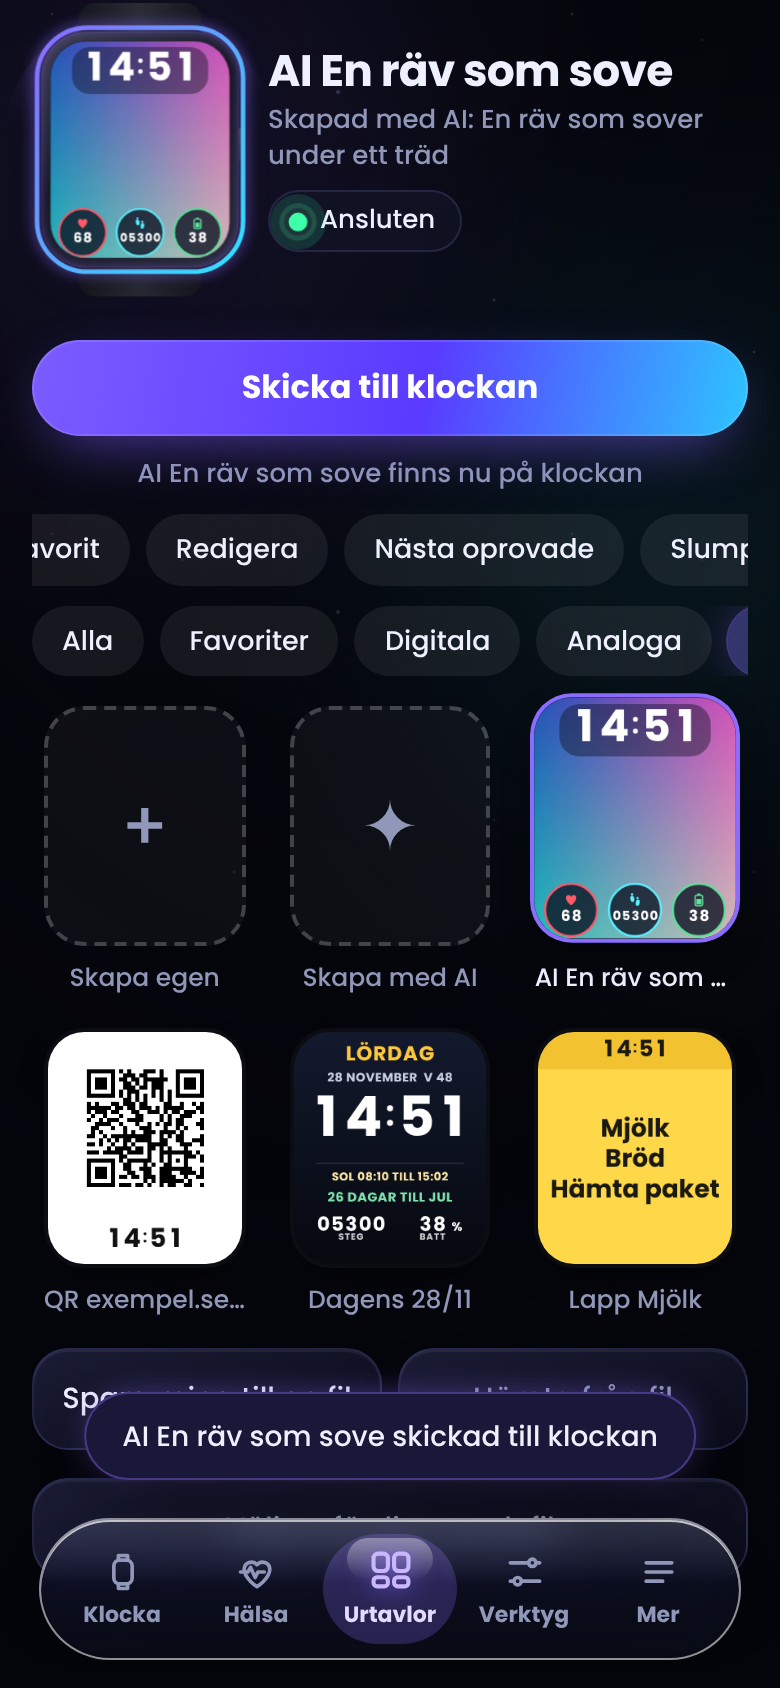 14:51
68
05300
38
AI En räv som sove
Skapad med AI: En räv som sover
under ett träd
Ansluten
Skicka till klockan
AI En räv som sove finns nu på klockan
avorit
Redigera
Nästa oprovade
Slump
Alla
Favoriter
Digitala
Analoga
14:51
68
05300
38
Skapa egen
Skapa med AI
AI En räv som ...
14:51
LÖRDAG
28 NOVEMBER V 48
14:51
SOL 08:10 TILL 15:02
26 DAGAR TILL JUL
05300
38 %
STEG
BATT
14:51
Mjölk
Bröd
Hämta paket
QR exempel.se...
Dagens 28/11
Lapp Mjölk
AI En räv som sove skickad till klockan
Klocka
Hälsa
Urtavlor
Verktyg
Mer